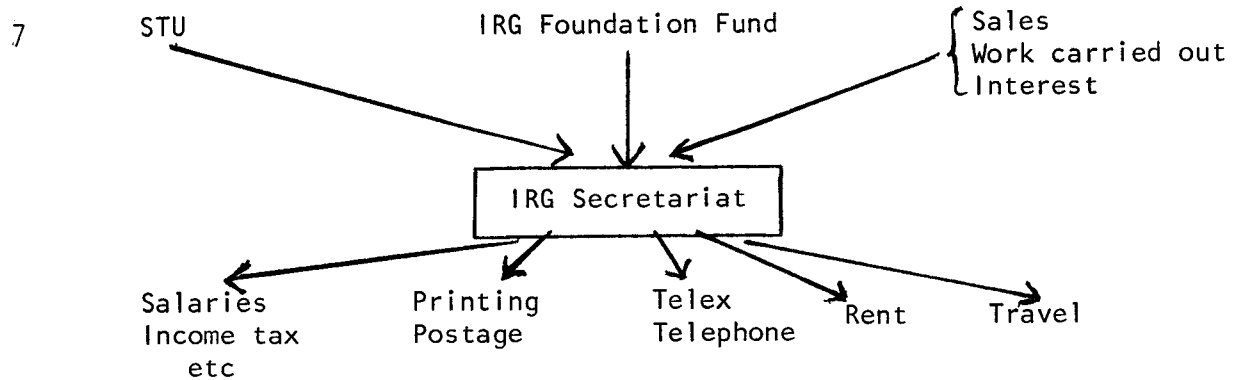 7
STU
IRG Foundation Fund
Sales
Work carried out
Interest
IRG Secretariat
Salaries
Income tax
etc
Printing
Postage
Telex
Telephone
Rent
Travel